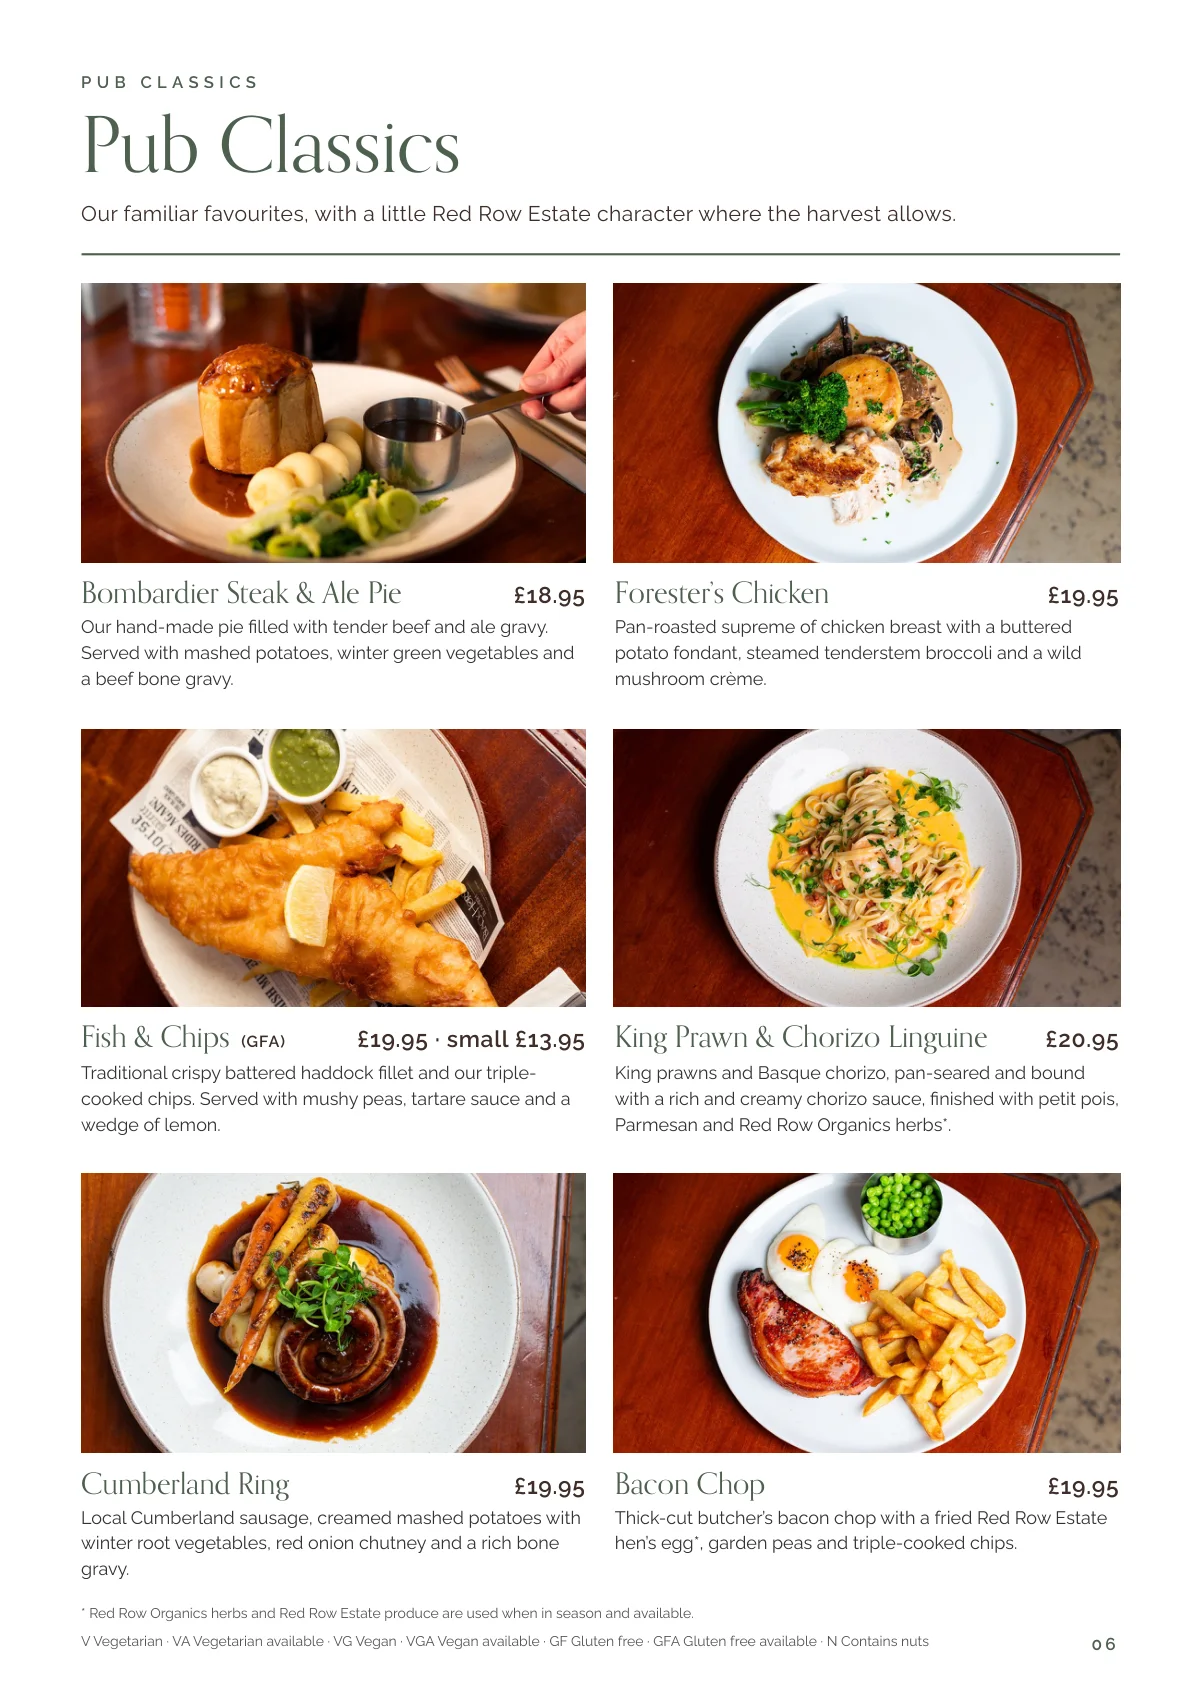 PUB CLASSICS
Pub Classics
Our familiar favourites, with a little Red Row Estate character where the harvest allows.
Bombardier Steak & Ale Pie £18.95
Our hand-made pie filled with tender beef and ale gravy.
Served with mashed potatoes, winter green vegetables and
a beef bone gravy.
Forester's Chicken £19.95
Pan-roasted supreme of chicken breast with a buttered
potato fondant, steamed tenderstem broccoli and a wild
mushroom crème.
Fish & Chips (GFA) £19.95 · small £13.95
Traditional crispy battered haddock fillet and our triple-
cooked chips. Served with mushy peas, tartare sauce and a
wedge of lemon.
King Prawn & Chorizo Linguine £20.95
King prawns and Basque chorizo, pan-seared and bound
with a rich and creamy chorizo sauce, finished with petit pois,
Parmesan and Red Row Organics herbs*.
Cumberland Ring £19.95
Local Cumberland sausage, creamed mashed potatoes with
winter root vegetables, red onion chutney and a rich bone
gravy.
Bacon Chop £19.95
Thick-cut butcher's bacon chop with a fried Red Row Estate
hen's egg*, garden peas and triple-cooked chips.
* Red Row Organics herbs and Red Row Estate produce are used when in season and available.
V Vegetarian · VA Vegetarian available · VG Vegan · VGA Vegan available · GF Gluten free · GFA Gluten free available · N Contains nuts
06